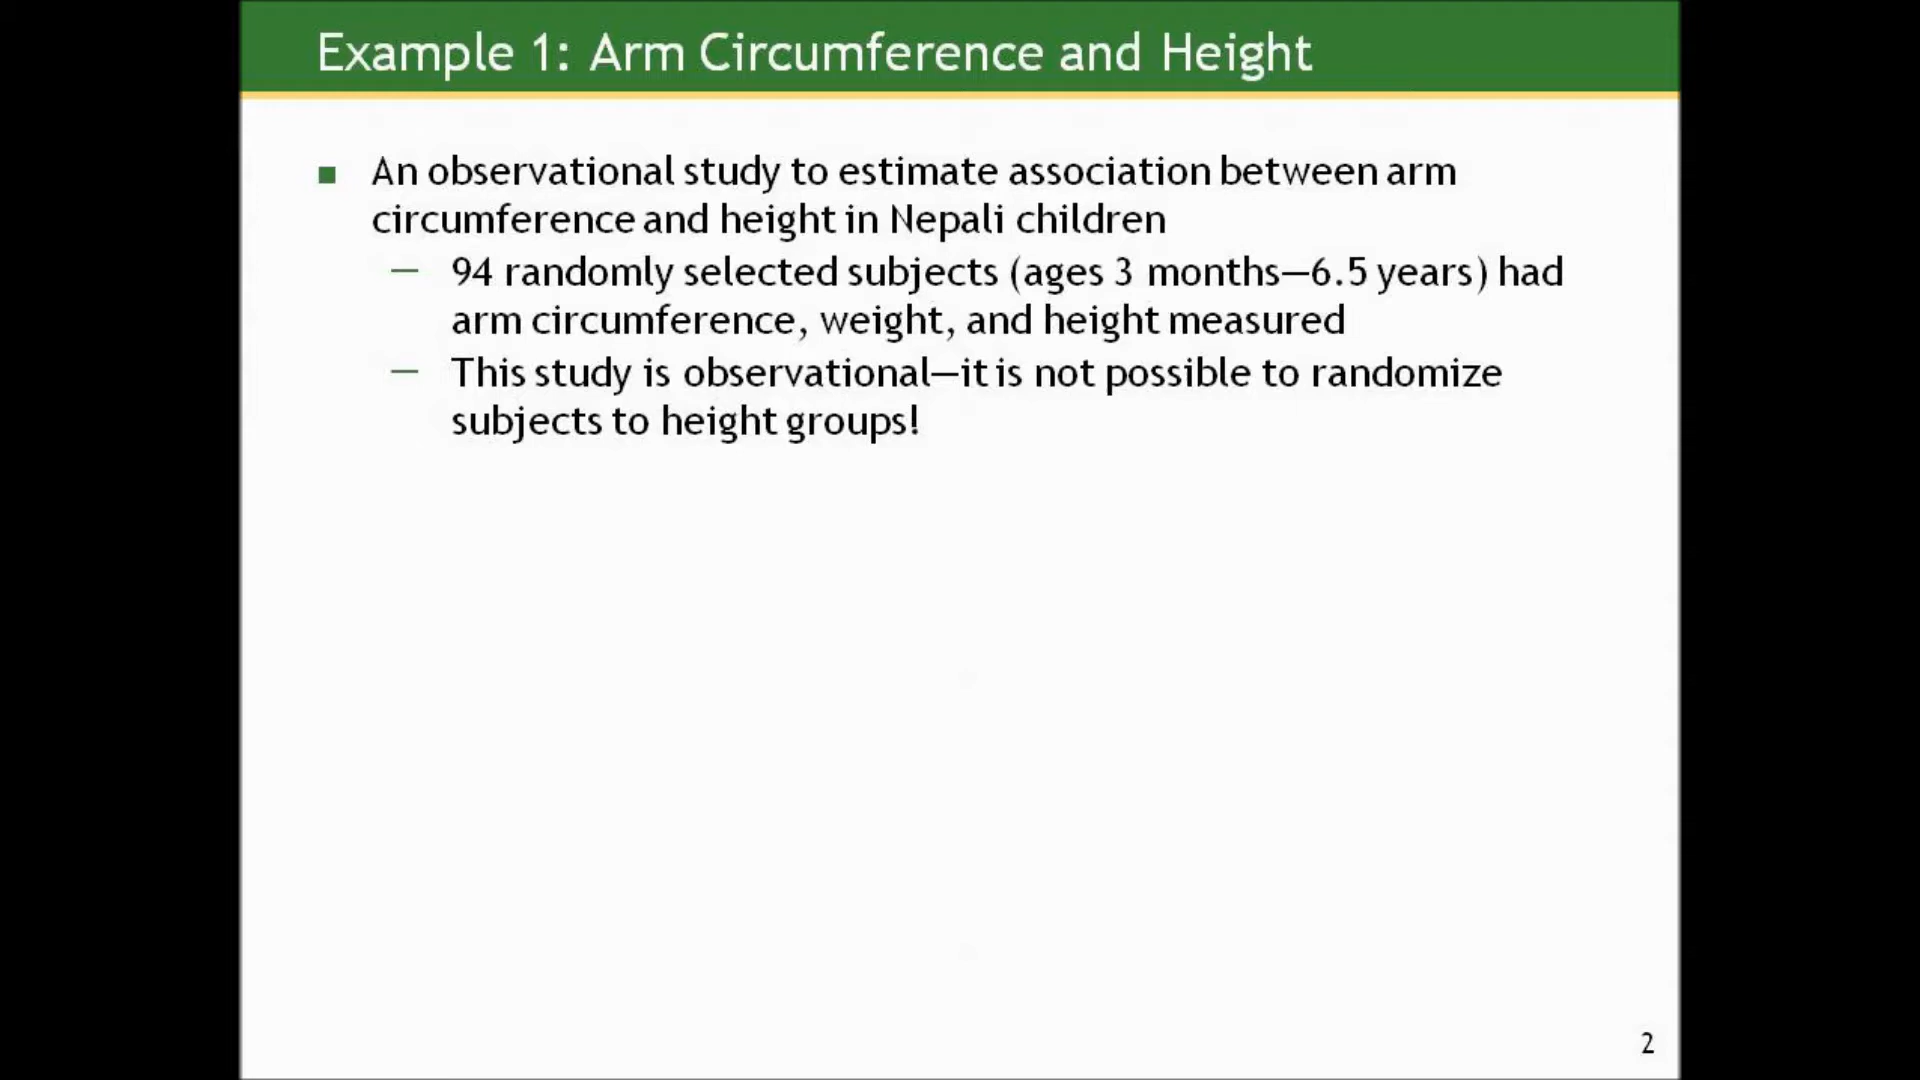 Example 1: Arm Circumference and Height
■ An observational study to estimate association between arm
circumference and height in Nepali children
— 94 randomly selected subjects (ages 3 months—6.5 years) had
arm circumference, weight, and height measured
— This study is observational—it is not possible to randomize
subjects to height groups!
2